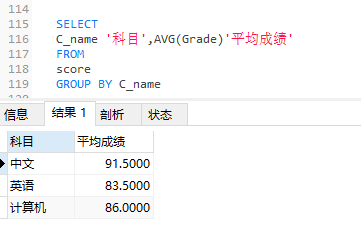 114
115 SELECT
116 C_name '科目',AVG(Grade)'平均成绩'
117 FROM
118 score
119 GROUP BY C_name
信息 结果 1 剖析 状态
科目 平均成绩
中文 91.5000
英语 83.5000
计算机 86.0000